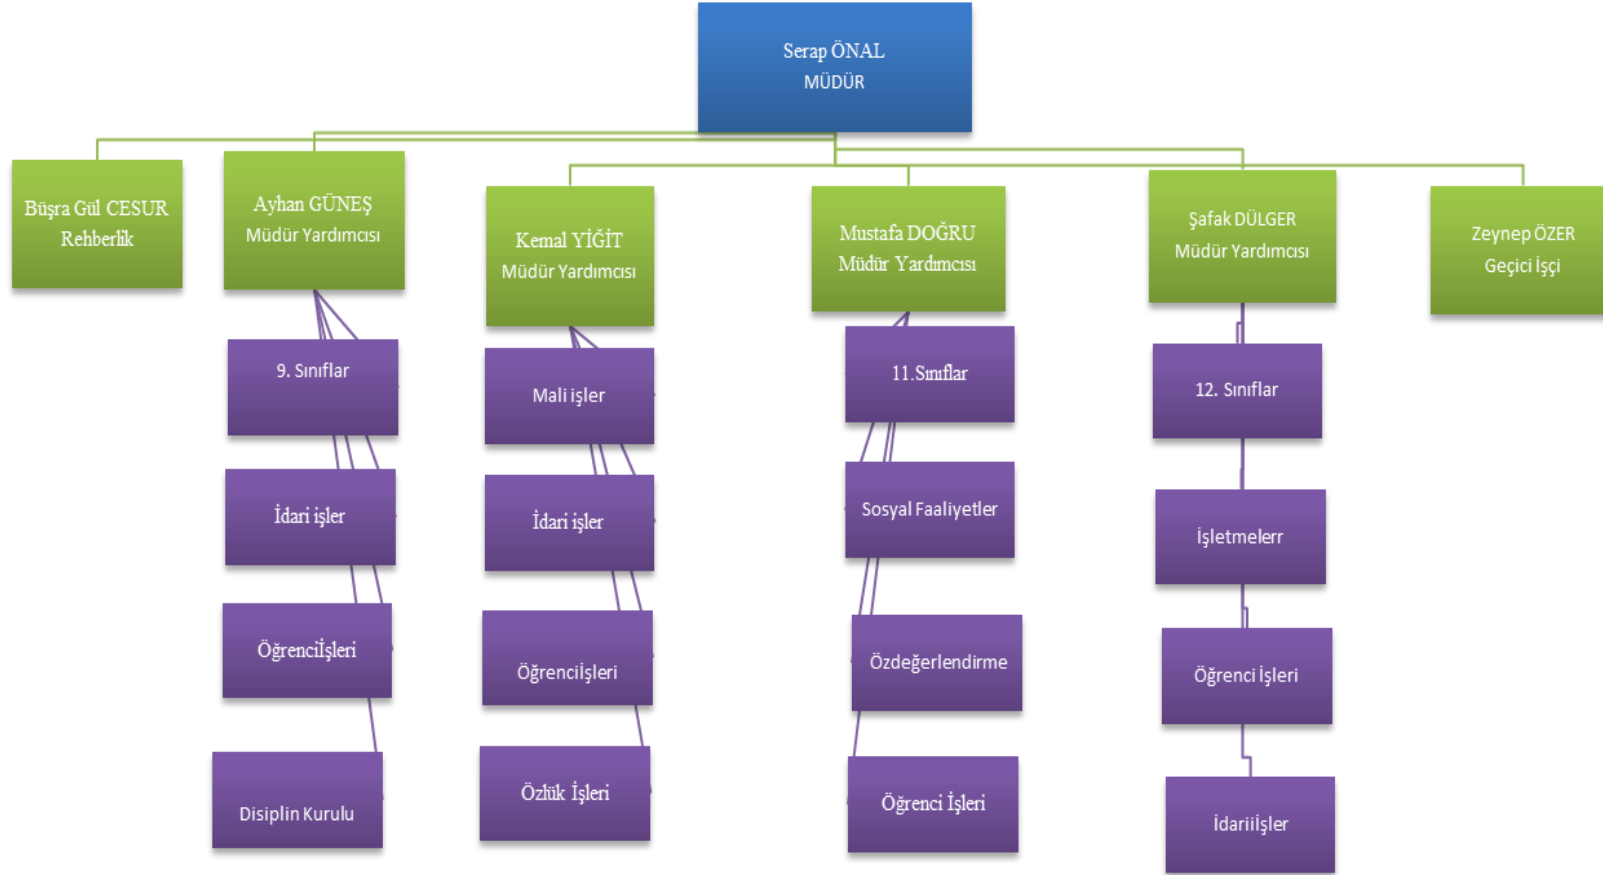 Serap ÖNAL
MÜDÜR
Büşra Gül CESUR
Rehberlik
Ayhan GÜNEŞ
Müdür Yardımcısı
Kemal YİĞİT
Müdür Yardımcısı
Mustafa DOĞRU
Müdür Yardımcısı
Şafak DÜLGER
Müdür Yardımcısı
Zeynep ÖZER
Geçici İşçi
9. Sınıflar
İdari işler
Öğrenciİşleri
Disiplin Kurulu
Mali işler
İdari işler
Öğrenciİşleri
Özlük İşleri
11.Sınıflar
Sosyal Faaliyetler
Özdeğerlendirme
Öğrenci İşleri
12. Sınıflar
İşletmelerr
Öğrenci İşleri
İdariiİşler